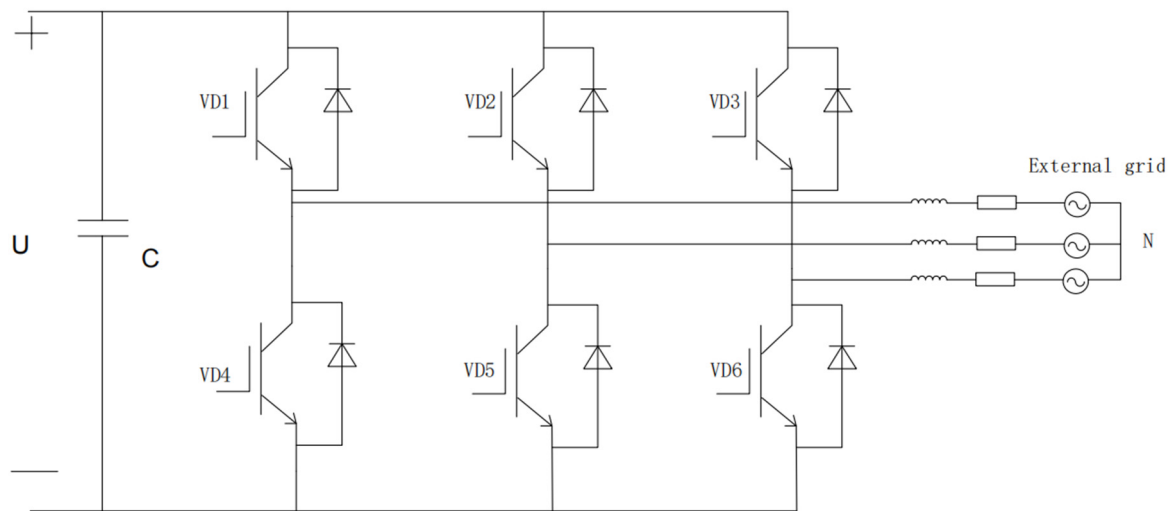 VD1
VD2
VD3
External grid
N
U
C
VD4
VD5
VD6